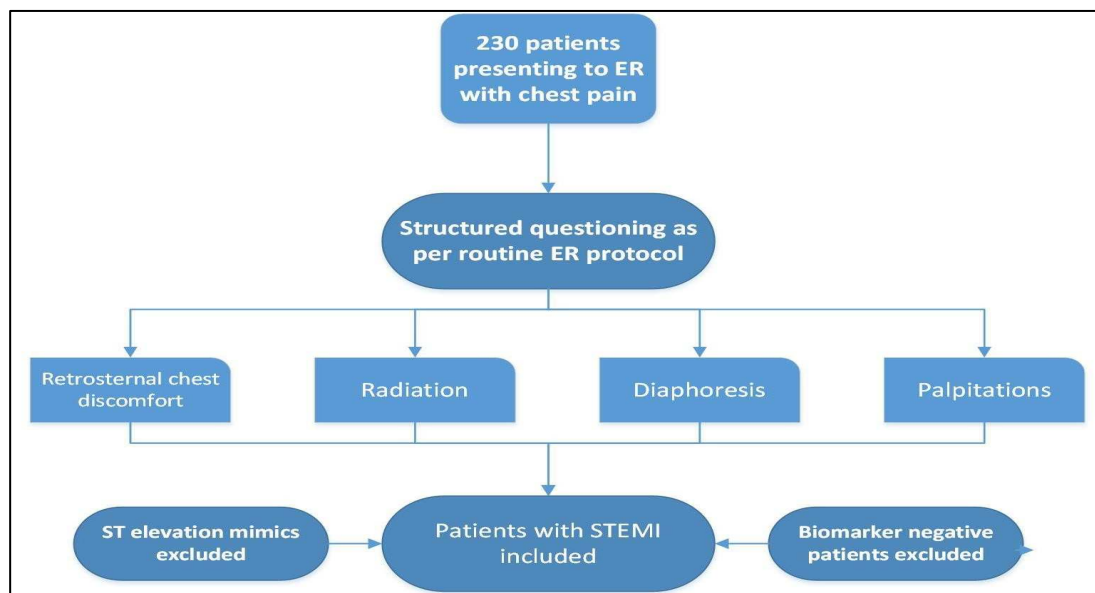 230 patients
presenting to ER
with chest pain
Structured questioning as
per routine ER protocol
Retrosternal chest
discomfort
Radiation
Diaphoresis
Palpitations
ST elevation mimics
excluded
Patients with STEMI
included
Biomarker negative
patients excluded